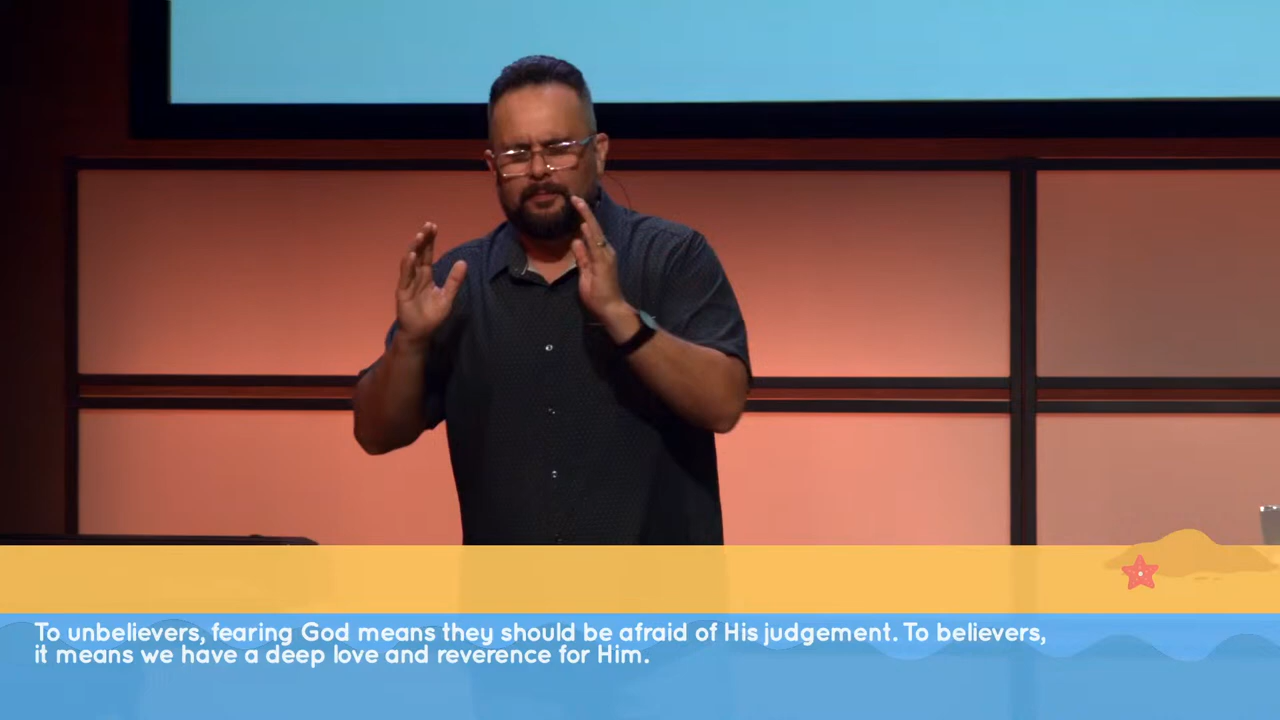 To unbelievers, fearing God means they should be afraid of His judgement. To believers,
it means we have a deep love and reverence for Him.